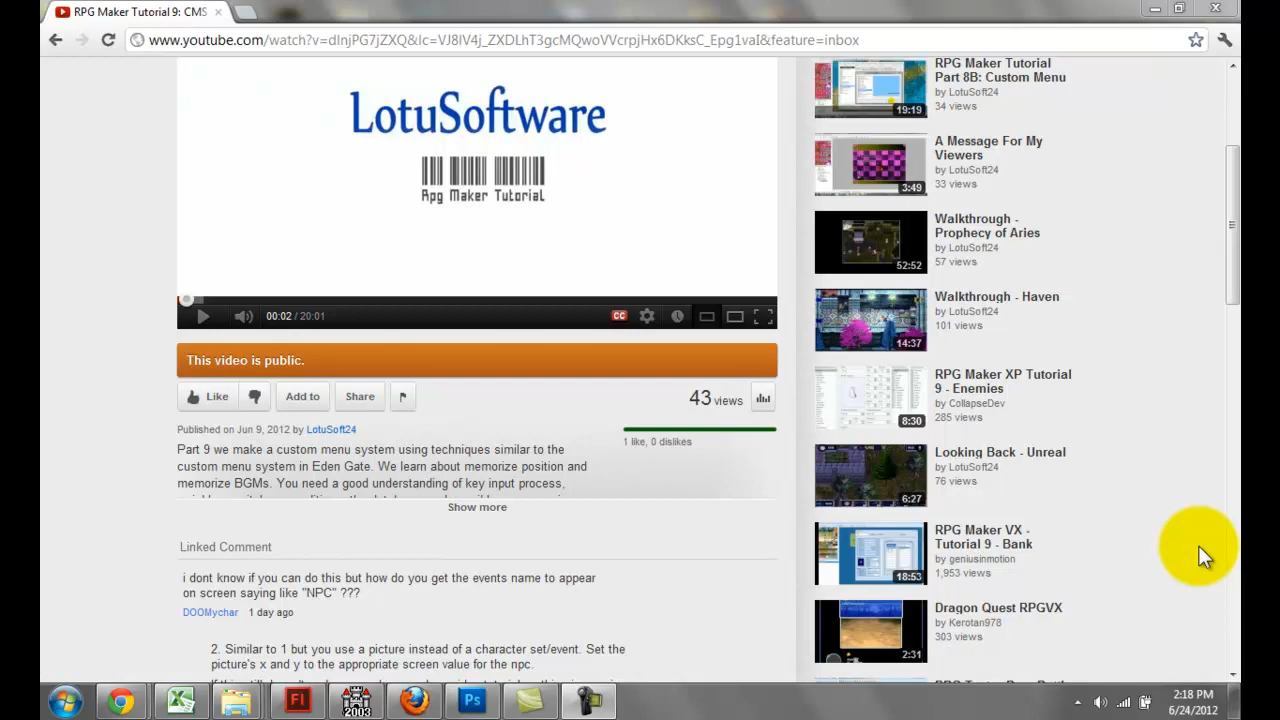 RPG Maker Tutorial 9: CMS
www.youtube.com/watch?v=dInjPG7jZXQ&lc=VJ8IV4j_ZXDLhT3gcMQwoVVcrpjHx6DKksC_Epg1vaI&feature=inbox
LotuSoftware
Rpg Maker Tutorial
00:02 / 20:01
CC
This video is public.
Like
Add to
Share
43 views
Published on Jun 9, 2012 by LotuSoft24
1 like, 0 dislikes
Part 9 we make a custom menu system using techniques similar to the
custom menu system in Eden Gate. We learn about memorize position and
memorize BGMs. You need a good understanding of key input process,
Show more
Linked Comment
i dont know if you can do this but how do you get the events name to appear
on screen saying like "NPC" ???
DOOMychar 1 day ago
2. Similar to 1 but you use a picture instead of a character set/event. Set the
picture's x and y to the appropriate screen value for the npc.
RPG Maker Tutorial
Part 8B: Custom Menu
by LotuSoft24
34 views
19:19
A Message For My
Viewers
by LotuSoft24
33 views
3:49
Walkthrough -
Prophecy of Aries
by LotuSoft24
57 views
52:52
Walkthrough - Haven
by LotuSoft24
101 views
14:37
RPG Maker XP Tutorial
9 - Enemies
by CollapseDev
285 views
8:30
Looking Back - Unreal
by LotuSoft24
76 views
6:27
RPG Maker VX -
Tutorial 9 - Bank
by geniusinmotion
1,953 views
18:53
Dragon Quest RPGVX
by Kerotan978
303 views
2:31
Fl
2003
Ps
2:18 PM
6/24/2012